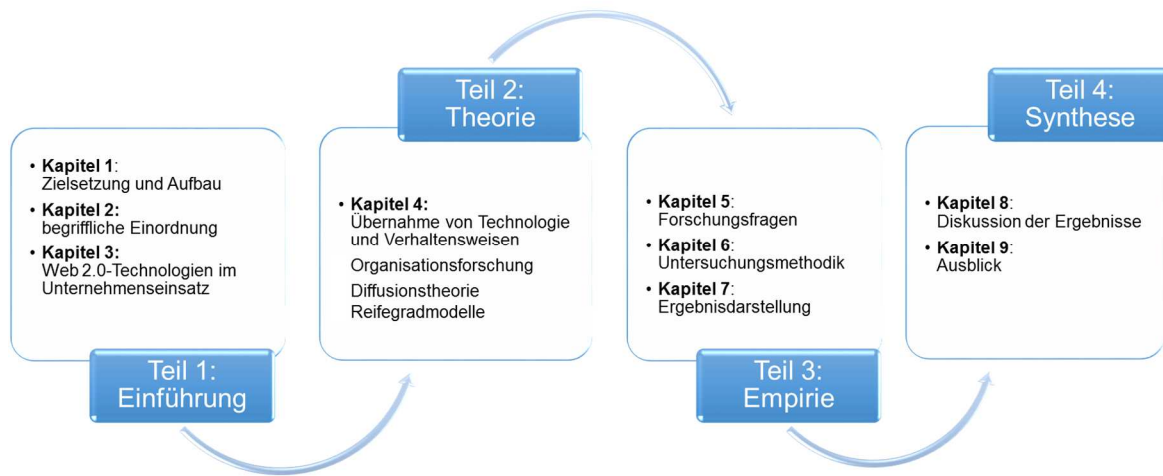 • Kapitel 1:
Zielsetzung und Aufbau
• Kapitel 2:
begriffliche Einordnung
• Kapitel 3:
Web 2.0-Technologien im
Unternehmenseinsatz
Teil 1:
Einführung
Teil 2:
Theorie
• Kapitel 4:
Übernahme von Technologie
und Verhaltensweisen
Organisationsforschung
Diffusionstheorie
Reifegradmodelle
• Kapitel 5:
Forschungsfragen
• Kapitel 6:
Untersuchungsmethodik
• Kapitel 7:
Ergebnisdarstellung
Teil 3:
Empirie
Teil 4:
Synthese
• Kapitel 8:
Diskussion der Ergebnisse
• Kapitel 9:
Ausblick